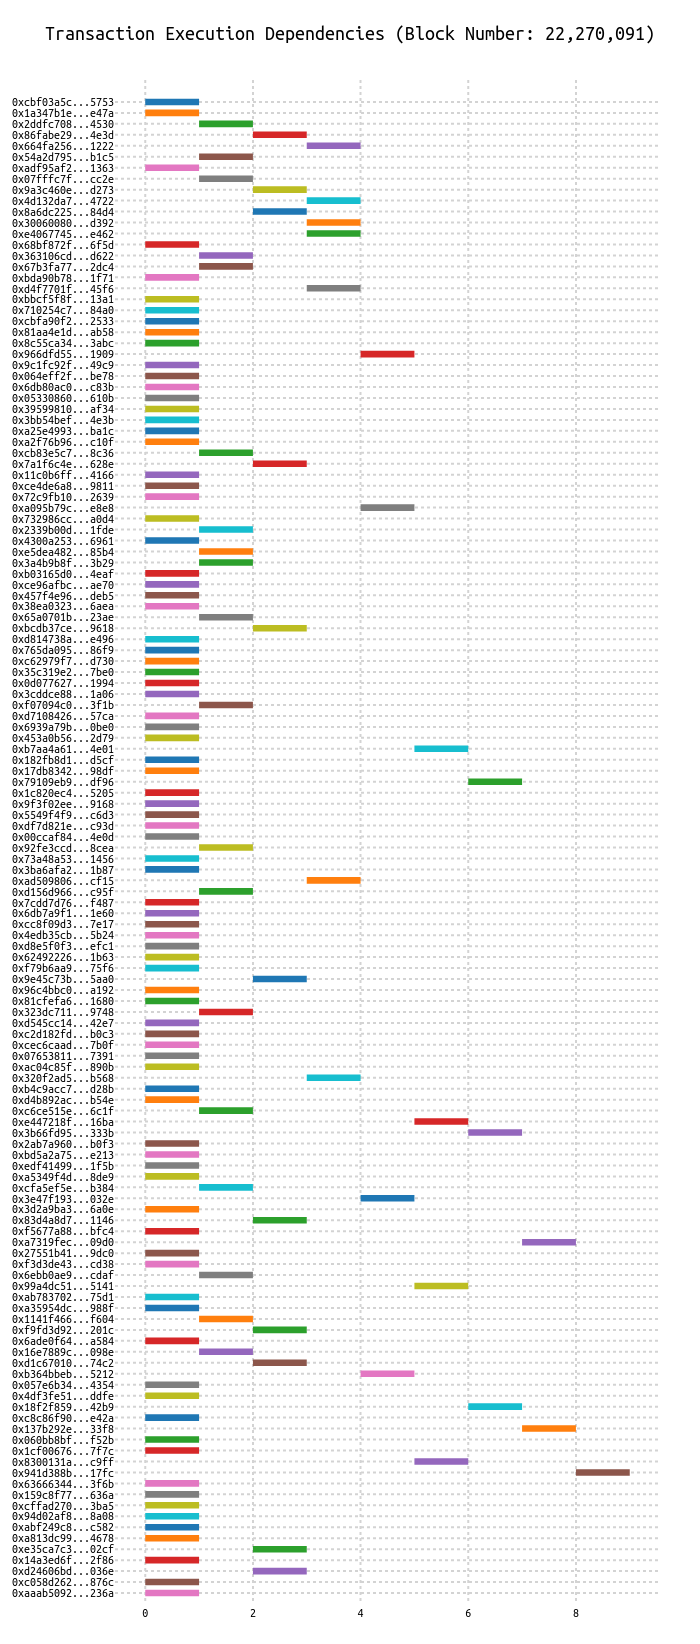 Transaction Execution Dependencies (Block Number: 22,270,091)
0xcbf03a5c...5753
0x1a347b1e...e47a
0x2ddfc708...4530
0x86fabe29...4e3d
0x664fa256...1222
0x54a2d795...b1c5
0xadf95af2...1363
0x07fffc7f...cc2e
0x9a3c460e...d273
0x4d132da7...4722
0x8a6dc225...84d4
0x30060080...d392
0xe4067745...e462
0x68bf872f...6f5d
0x363106cd...d622
0x67b3fa77...2dc4
0xbda90b78...1f71
0xd4f7701f...45f6
0xbbcf5f8f...13a1
0x710254c7...84a0
0xcbfa90f2...2533
0x81aa4e1d...ab58
0x8c55ca34...3abc
0x966dfd55...1909
0x9c1fc92f...49c9
0x064eff2f...be78
0x6db80ac0...c83b
0x05330860...610b
0x39599810...af34
0x3bb54bef...4e3b
0xa25e4993...ba1c
0xa2f76b96...c10f
0xcb83e5c7...8c36
0x7a1f6c4e...628e
0x11c0b6ff...4166
0xce4de6a8...9811
0x72c9fb10...2639
0xa095b79c...e8e8
0x732986cc...a0d4
0x2339b00d...1fde
0x4300a253...6961
0xe5dea482...85b4
0x3a4b9b8f...3b29
0xb03165d0...4eaf
0xce96afbc...ae70
0x457f4e96...deb5
0x38ea0323...6aea
0x65a0701b...23ae
0xbcdb37ce...9618
0xd814738a...e496
0x765da095...86f9
0xc62979f7...d730
0x35c319e2...7be0
0x0d077627...1994
0x3cddce88...1a06
0xf07094c0...3f1b
0xd7108426...57ca
0x6939a79b...0be0
0x453a0b56...2d79
0xb7aa4a61...4e01
0x182fb8d1...d5cf
0x17db8342...98df
0x79109eb9...df96
0x1c820ec4...5205
0x9f3f02ee...9168
0x5549f4f9...c6d3
0xdf7d821e...c93d
0x00ccaf84...4e0d
0x92fe3ccd...8cea
0x73a48a53...1456
0x3ba6afa2...1b87
0xad509806...cf15
0xd156d966...c95f
0x7cdd7d76...f487
0x6db7a9f1...1e60
0xcc8f09d3...7e17
0x4edb35cb...5b24
0xd8e5f0f3...efc1
0x62492226...1b63
0xf79b6aa9...75f6
0x9e45c73b...5aa0
0x96c4bbc0...a192
0x81cfefa6...1680
0x323dc711...9748
0xd545cc14...42e7
0xc2d182fd...b0c3
0xcec6caad...7b0f
0x07653811...7391
0xac04c85f...890b
0x320f2ad5...b568
0xb4c9acc7...d28b
0xd4b892ac...b54e
0xc6ce515e...6c1f
0xe447218f...16ba
0x3b66fd95...333b
0x2ab7a960...b0f3
0xbd5a2a75...e213
0xedf41499...1f5b
0xa5349f4d...8de9
0xcfa5ef5e...b384
0x3e47f193...032e
0x3d2a9ba3...6a0e
0x83d4a8d7...1146
0xf5677a88...bfc4
0xa7319fec...09d0
0x27551b41...9dc0
0xf3d3de43...cd38
0x6ebb0ae9...cdaf
0x99a4dc51...5141
0xab783702...75d1
0xa35954dc...988f
0x1141f466...f604
0xf9fd3d92...201c
0x6ade0f64...a584
0x16e7889c...098e
0xd1c67010...74c2
0xb364bbeb...5212
0x057e6b34...4354
0x4df3fe51...ddfe
0x18f2f859...42b9
0xc8c86f90...e42a
0x137b292e...33f8
0x060bb8bf...f52b
0x1cf00676...7f7c
0x8300131a...c9ff
0x941d388b...17fc
0x63666344...3f6b
0x159c8f77...636a
0xcffad270...3ba5
0x94d02af8...8a08
0xabf249c8...c582
0xa813dc99...4678
0xe35ca7c3...02cf
0x14a3ed6f...2f86
0xd24606bd...036e
0xc058d262...876c
0xaaab5092...236a
0 2 4 6 8